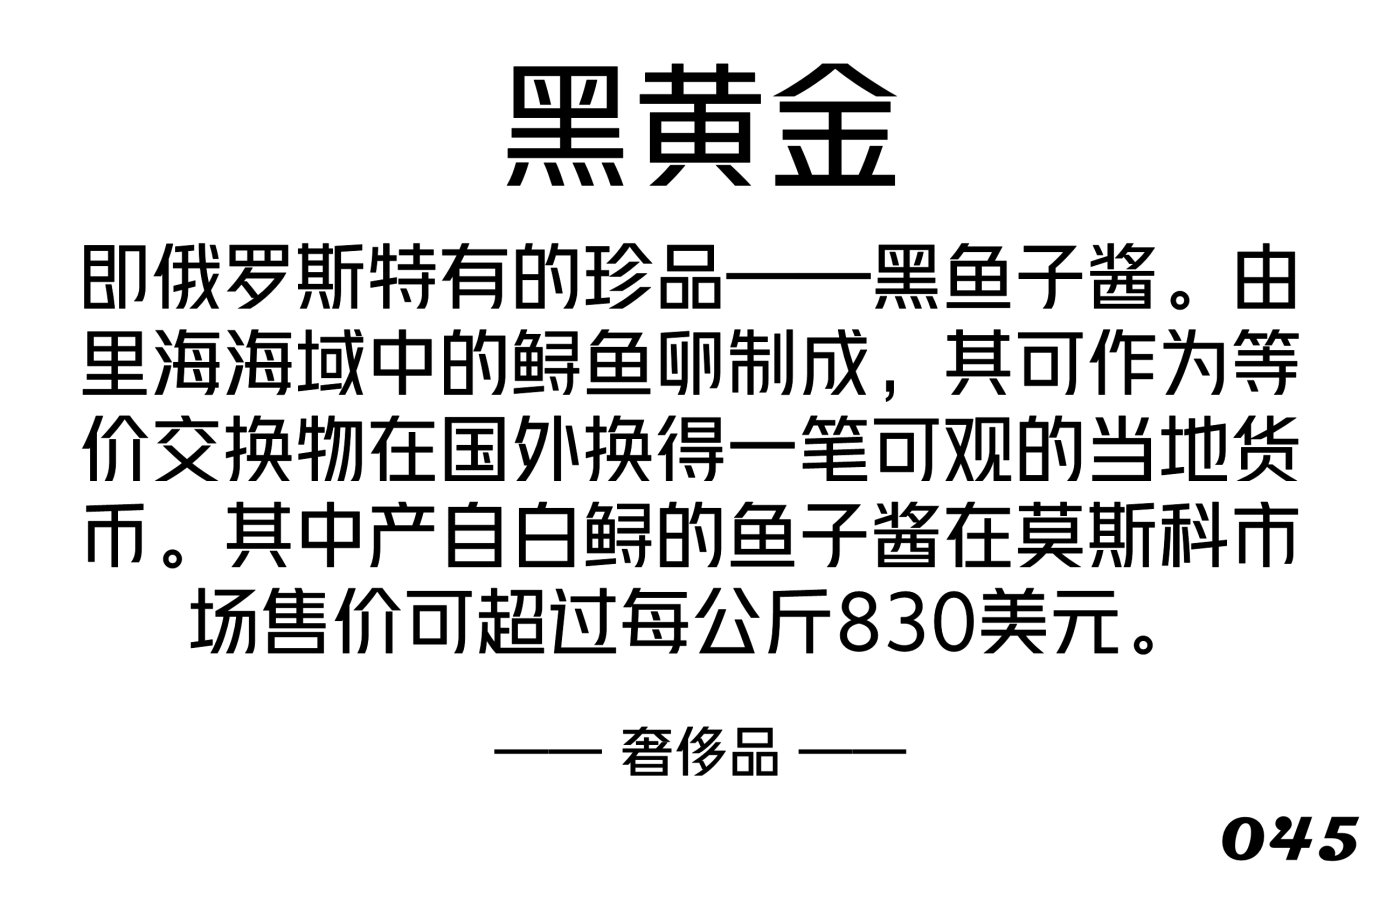 黑黄金
即俄罗斯特有的珍品——黑鱼子酱。由
里海海域中的鲟鱼卵制成，其可作为等
价交换物在国外换得一笔可观的当地货
币。其中产自白鲟的鱼子酱在莫斯科市
场售价可超过每公斤830美元。
—— 奢侈品 ——
045